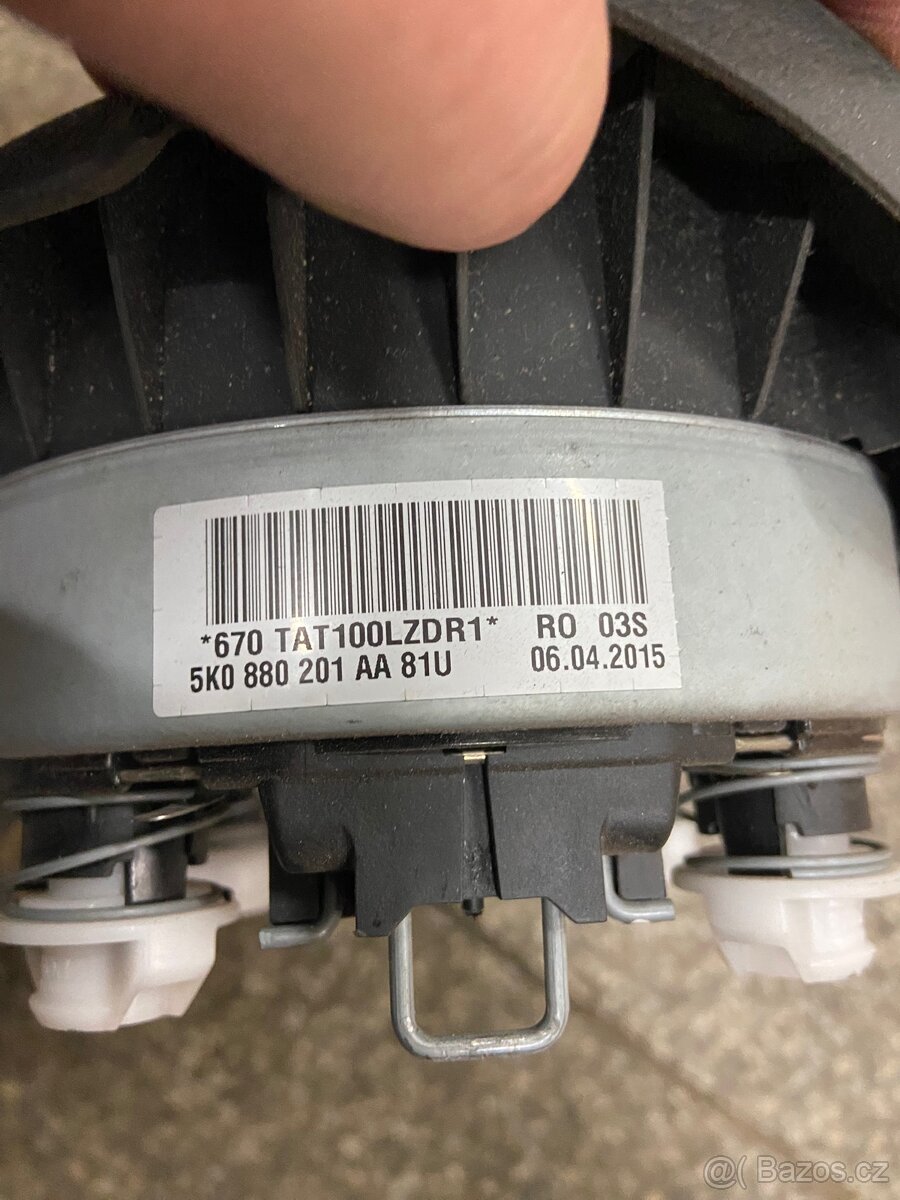 *670 TAT100LZDR1* RO 03S
5K0 880 201 AA 81U 06.04.2015
@( Bazos.cz